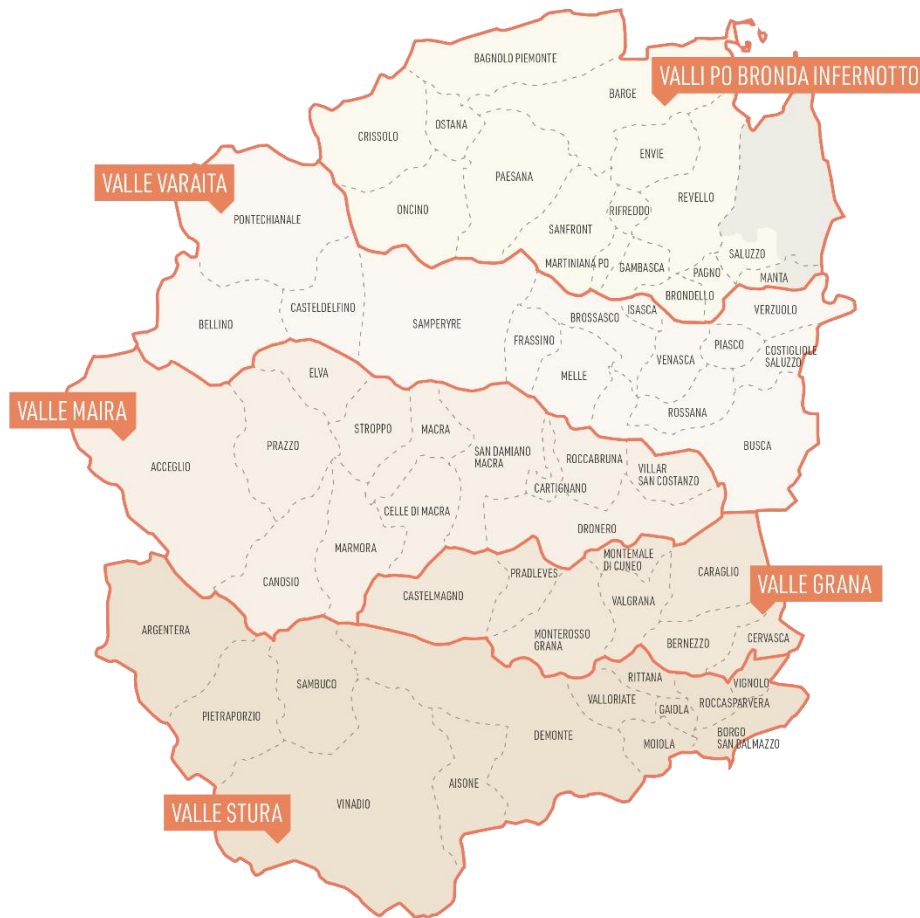 BAGNOLO PIEMONTE
VALLI PO BRONDA INFERNOTTO
BARGE
OSTANA
CRISSOLO
ENVIE
PAESANA
VALLE VARAITA
REVELLO
ONCINO
RIFREDDO
PONTECHIANALE
SANFRONT
SALUZZO
MARTINIANA PO
GAMBASCA
PAGNO
MANTA
BRONDELLO
CASTELDELFINO
ISASCA
VERZUOLO
BROSSASCO
SAMPEYRE
BELLINO
FRASSINO
PIASCO
VENASCA
COSTIGLIOLE
SALUZZO
ELVA
MELLE
VALLE MAIRA
ROSSANA
STROPPO
MACRA
BUSCA
PRAZZO
SAN DAMIANO
MACRA
ROCCABRUNA
VILLAR
SAN COSTANZO
ACCEGLIO
CARTIGNANO
CELLE DI MACRA
DRONERO
MARMORA
MONTEMALE
DI CUNEO
CANOSIO
PRADLEVES
CARAGLIO
VALLE GRANA
CASTELMAGNO
VALGRANA
ARGENTERA
MONTEROSSO
GRANA
BERNEZZO
CERVASCA
SAMBUCO
RITTANA
VIGNOLO
VALLORIATE
ROCCASPARVERA
GAIOLA
PIETRAPORZIO
DEMONTE
MOIOLA
BORGO
SAN DALMAZZO
AISONE
VINADIO
VALLE STURA